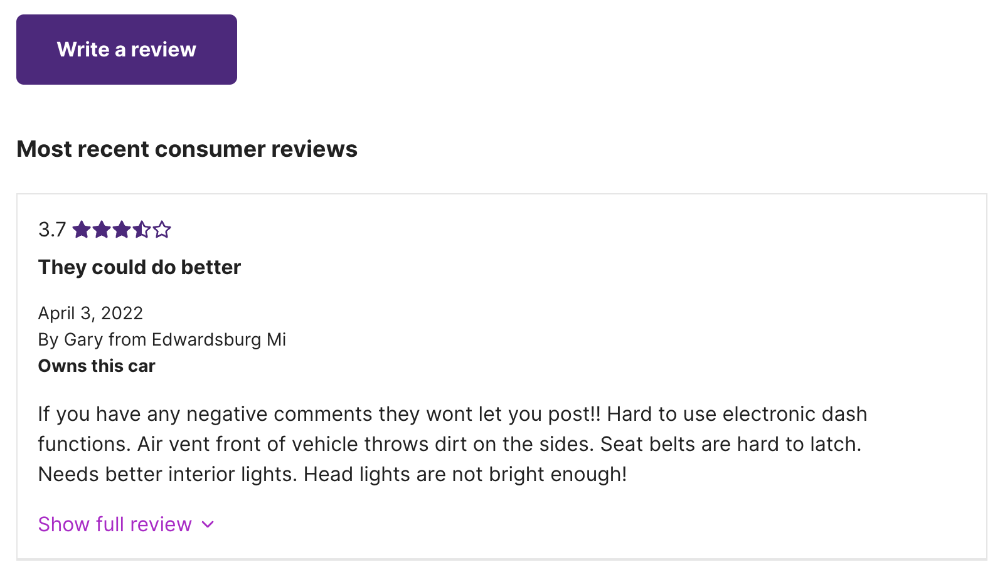 Write a review
Most recent consumer reviews
3.7
They could do better
April 3, 2022
By Gary from Edwardsburg Mi
Owns this car
If you have any negative comments they wont let you post!! Hard to use electronic dash
functions. Air vent front of vehicle throws dirt on the sides. Seat belts are hard to latch.
Needs better interior lights. Head lights are not bright enough!
Show full review